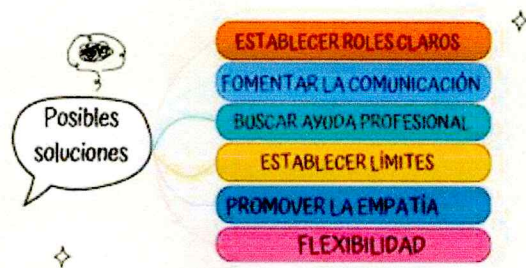 Posibles
soluciones
ESTABLECER ROLES CLAROS
FOMENTAR LA COMUNICACIÓN
BUSCAR AYUDA PROFESIONAL
ESTABLECER LÍMITES
PROMOVER LA EMPATÍA
FLEXIBILIDAD